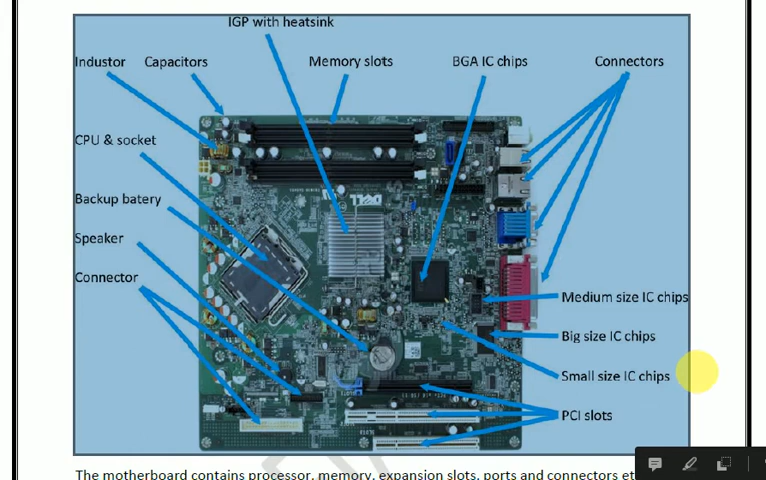 IGP with heatsink
Industor Capacitors Memory slots BGA IC chips Connectors
CPU & socket
Backup batery
Speaker
Connector
DELL
Medium size IC chips
Big size IC chips
Small size IC chips
PCI slots
The motherboard contains processor, memory, expansion slots, ports and connectors et